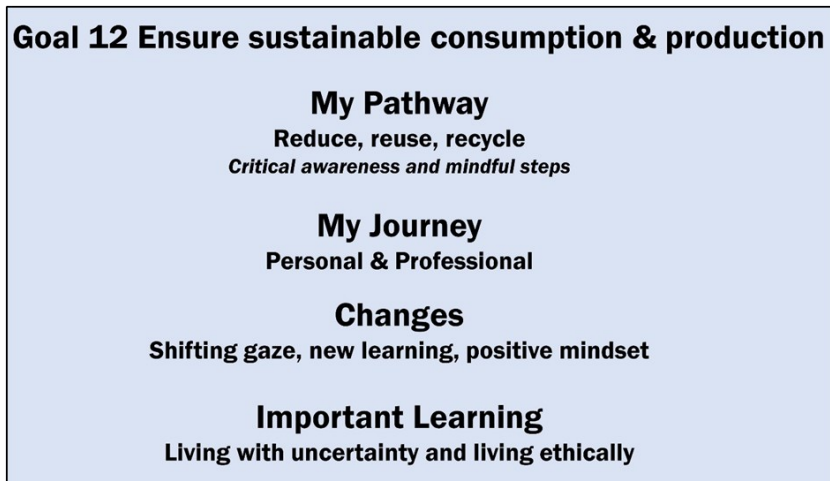 Goal 12 Ensure sustainable consumption & production
My Pathway
Reduce, reuse, recycle
Critical awareness and mindful steps
My Journey
Personal & Professional
Changes
Shifting gaze, new learning, positive mindset
Important Learning
Living with uncertainty and living ethically